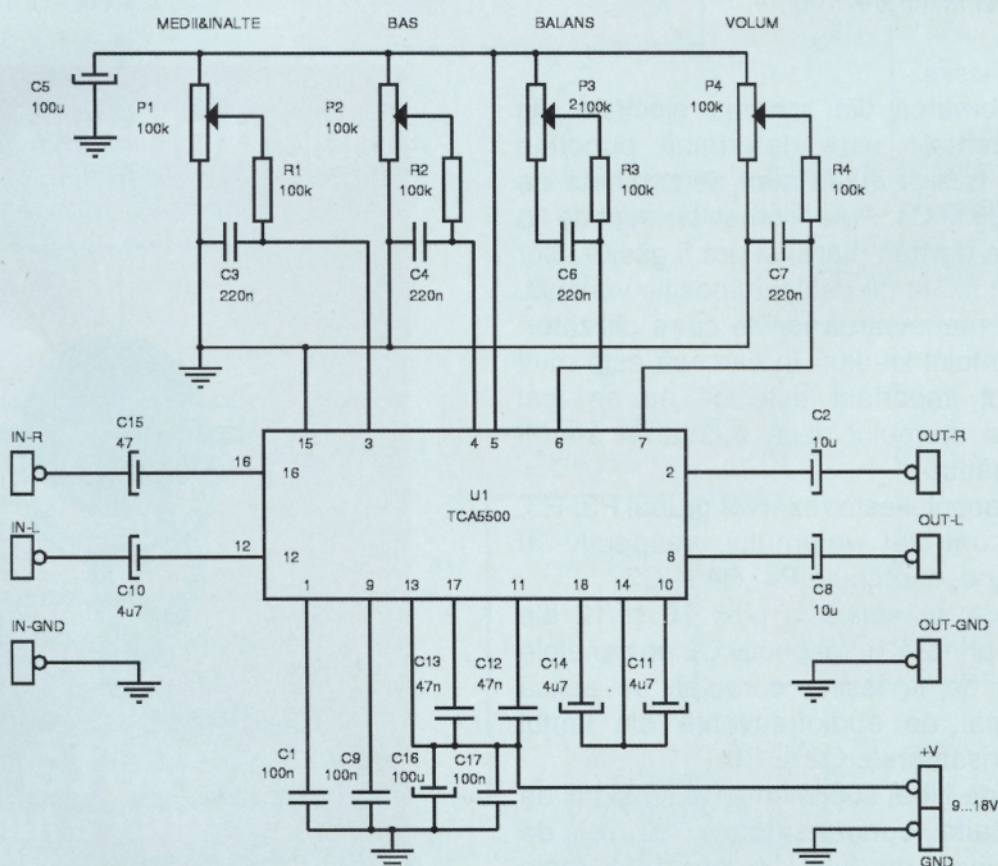 MEDII&INALTE BAS BALANS VOLUM
C5
100u
P1
100k
P2
100k
P3
2100k
P4
100k
R1
100k
R2
100k
R3
100k
R4
100k
C3
220n
C4
220n
C6
220n
C7
220n
IN-R
C15
47
16
15 3 4 5 6 7
16
2
2
C2
10u
OUT-R
U1
TCA5500
IN-L
12
12
C10
4u7
8
8
C8
10u
OUT-L
1 9 13 17 11 18 14 10
IN-GND
OUT-GND
C13
47n
C12
47n
C14
4u7
C11
4u7
C1
100n
C9
100n
C16
100u
C17
100n
+V
9...18V
GND